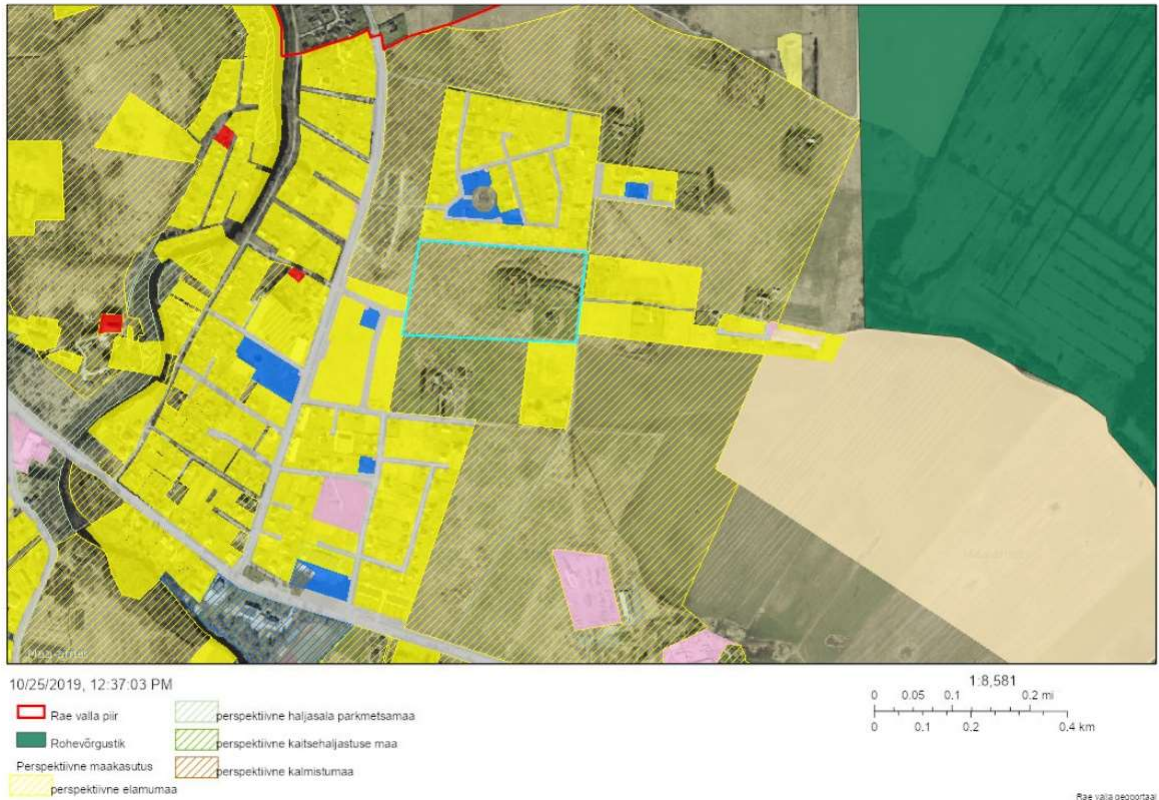 Maa-amet
10/25/2019, 12:37:03 PM
Rae valla piir
Rohevõrgustik
Perspektiivne maakasutus
perspektiivne elamumaa
perspektiivne haljasala parkmetsamaa
perspektiivne kaitsehaljastuse maa
perspektiivne kalmistumaa
1:8,581
0 0.05 0.1 0.2 mi
0 0.1 0.2 0.4 km
Rae valla geoportaal